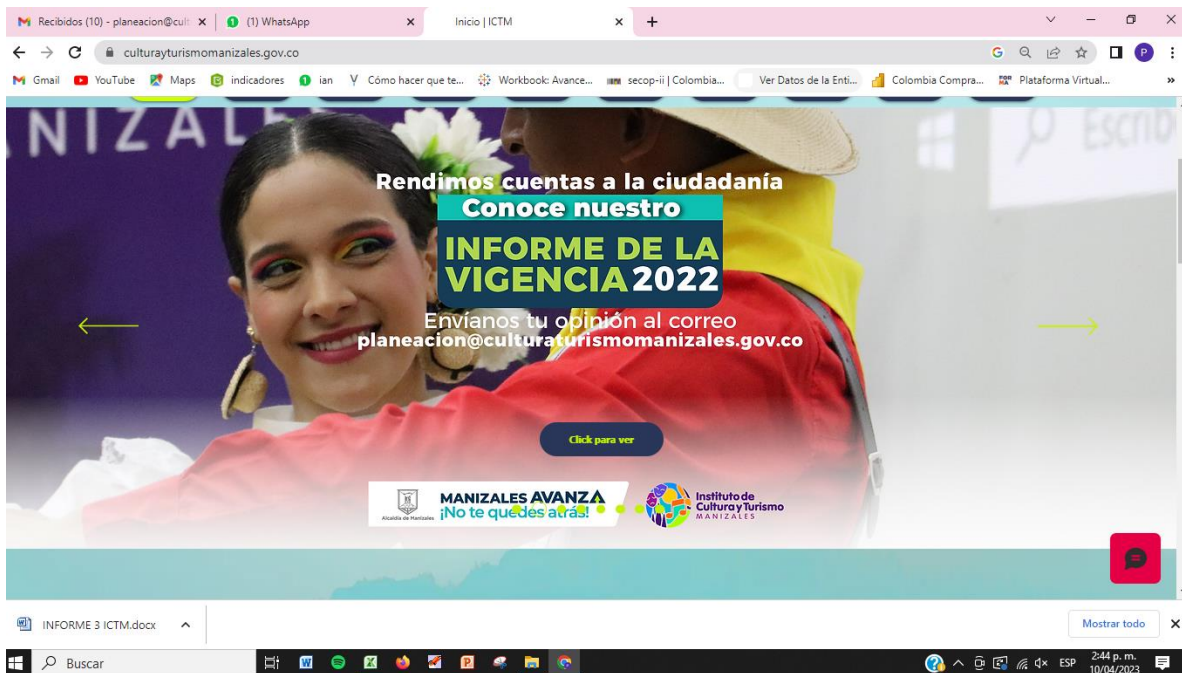 Recibidos (10) - planeacion@cult
(1) WhatsApp
Inicio | ICTM
culturayturismomanizales.gov.co
Gmail
YouTube
Maps
indicadores
ian
Cómo hacer que te...
Workbook: Avance...
secop-ii | Colombia...
Ver Datos de la Enti...
Colombia Compra...
Plataforma Virtual...
»
NIZALE
Escrib
Rendimos cuentas a la ciudadanía
Conoce nuestro
INFORME DE LA
VIGENCIA 2022
Envíanos tu opinión al correo
planeacion@culturaturismomanizales.gov.co
Click para ver
Alcaldía de Manizales
MANIZALES AVANZA
¡No te quedes atrás!
Instituto de
Cultura y Turismo
MANIZALES
INFORME 3 ICTM.docx
Mostrar todo
Buscar
ESP
2:44 p. m.
10/04/2023